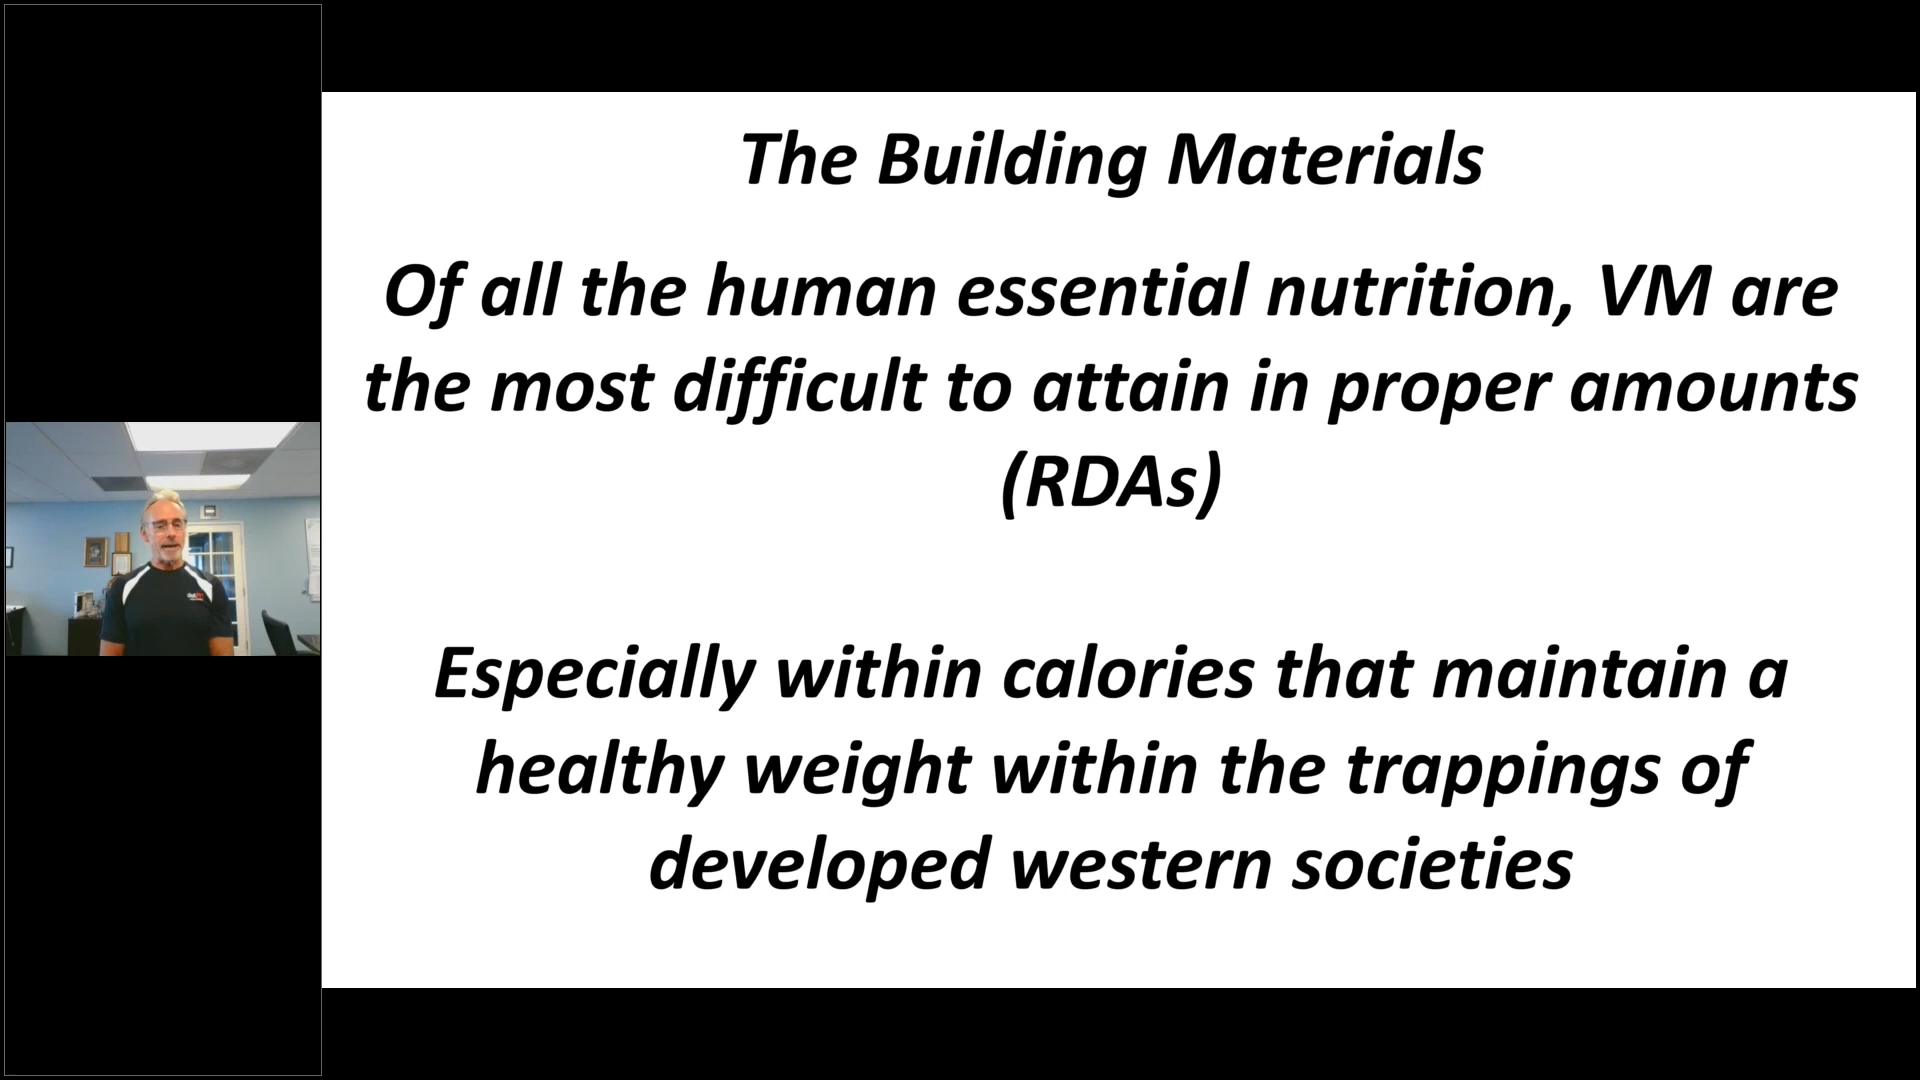 The Building Materials
Of all the human essential nutrition, VM are
the most difficult to attain in proper amounts
(RDAs)
Especially within calories that maintain a
healthy weight within the trappings of
developed western societies